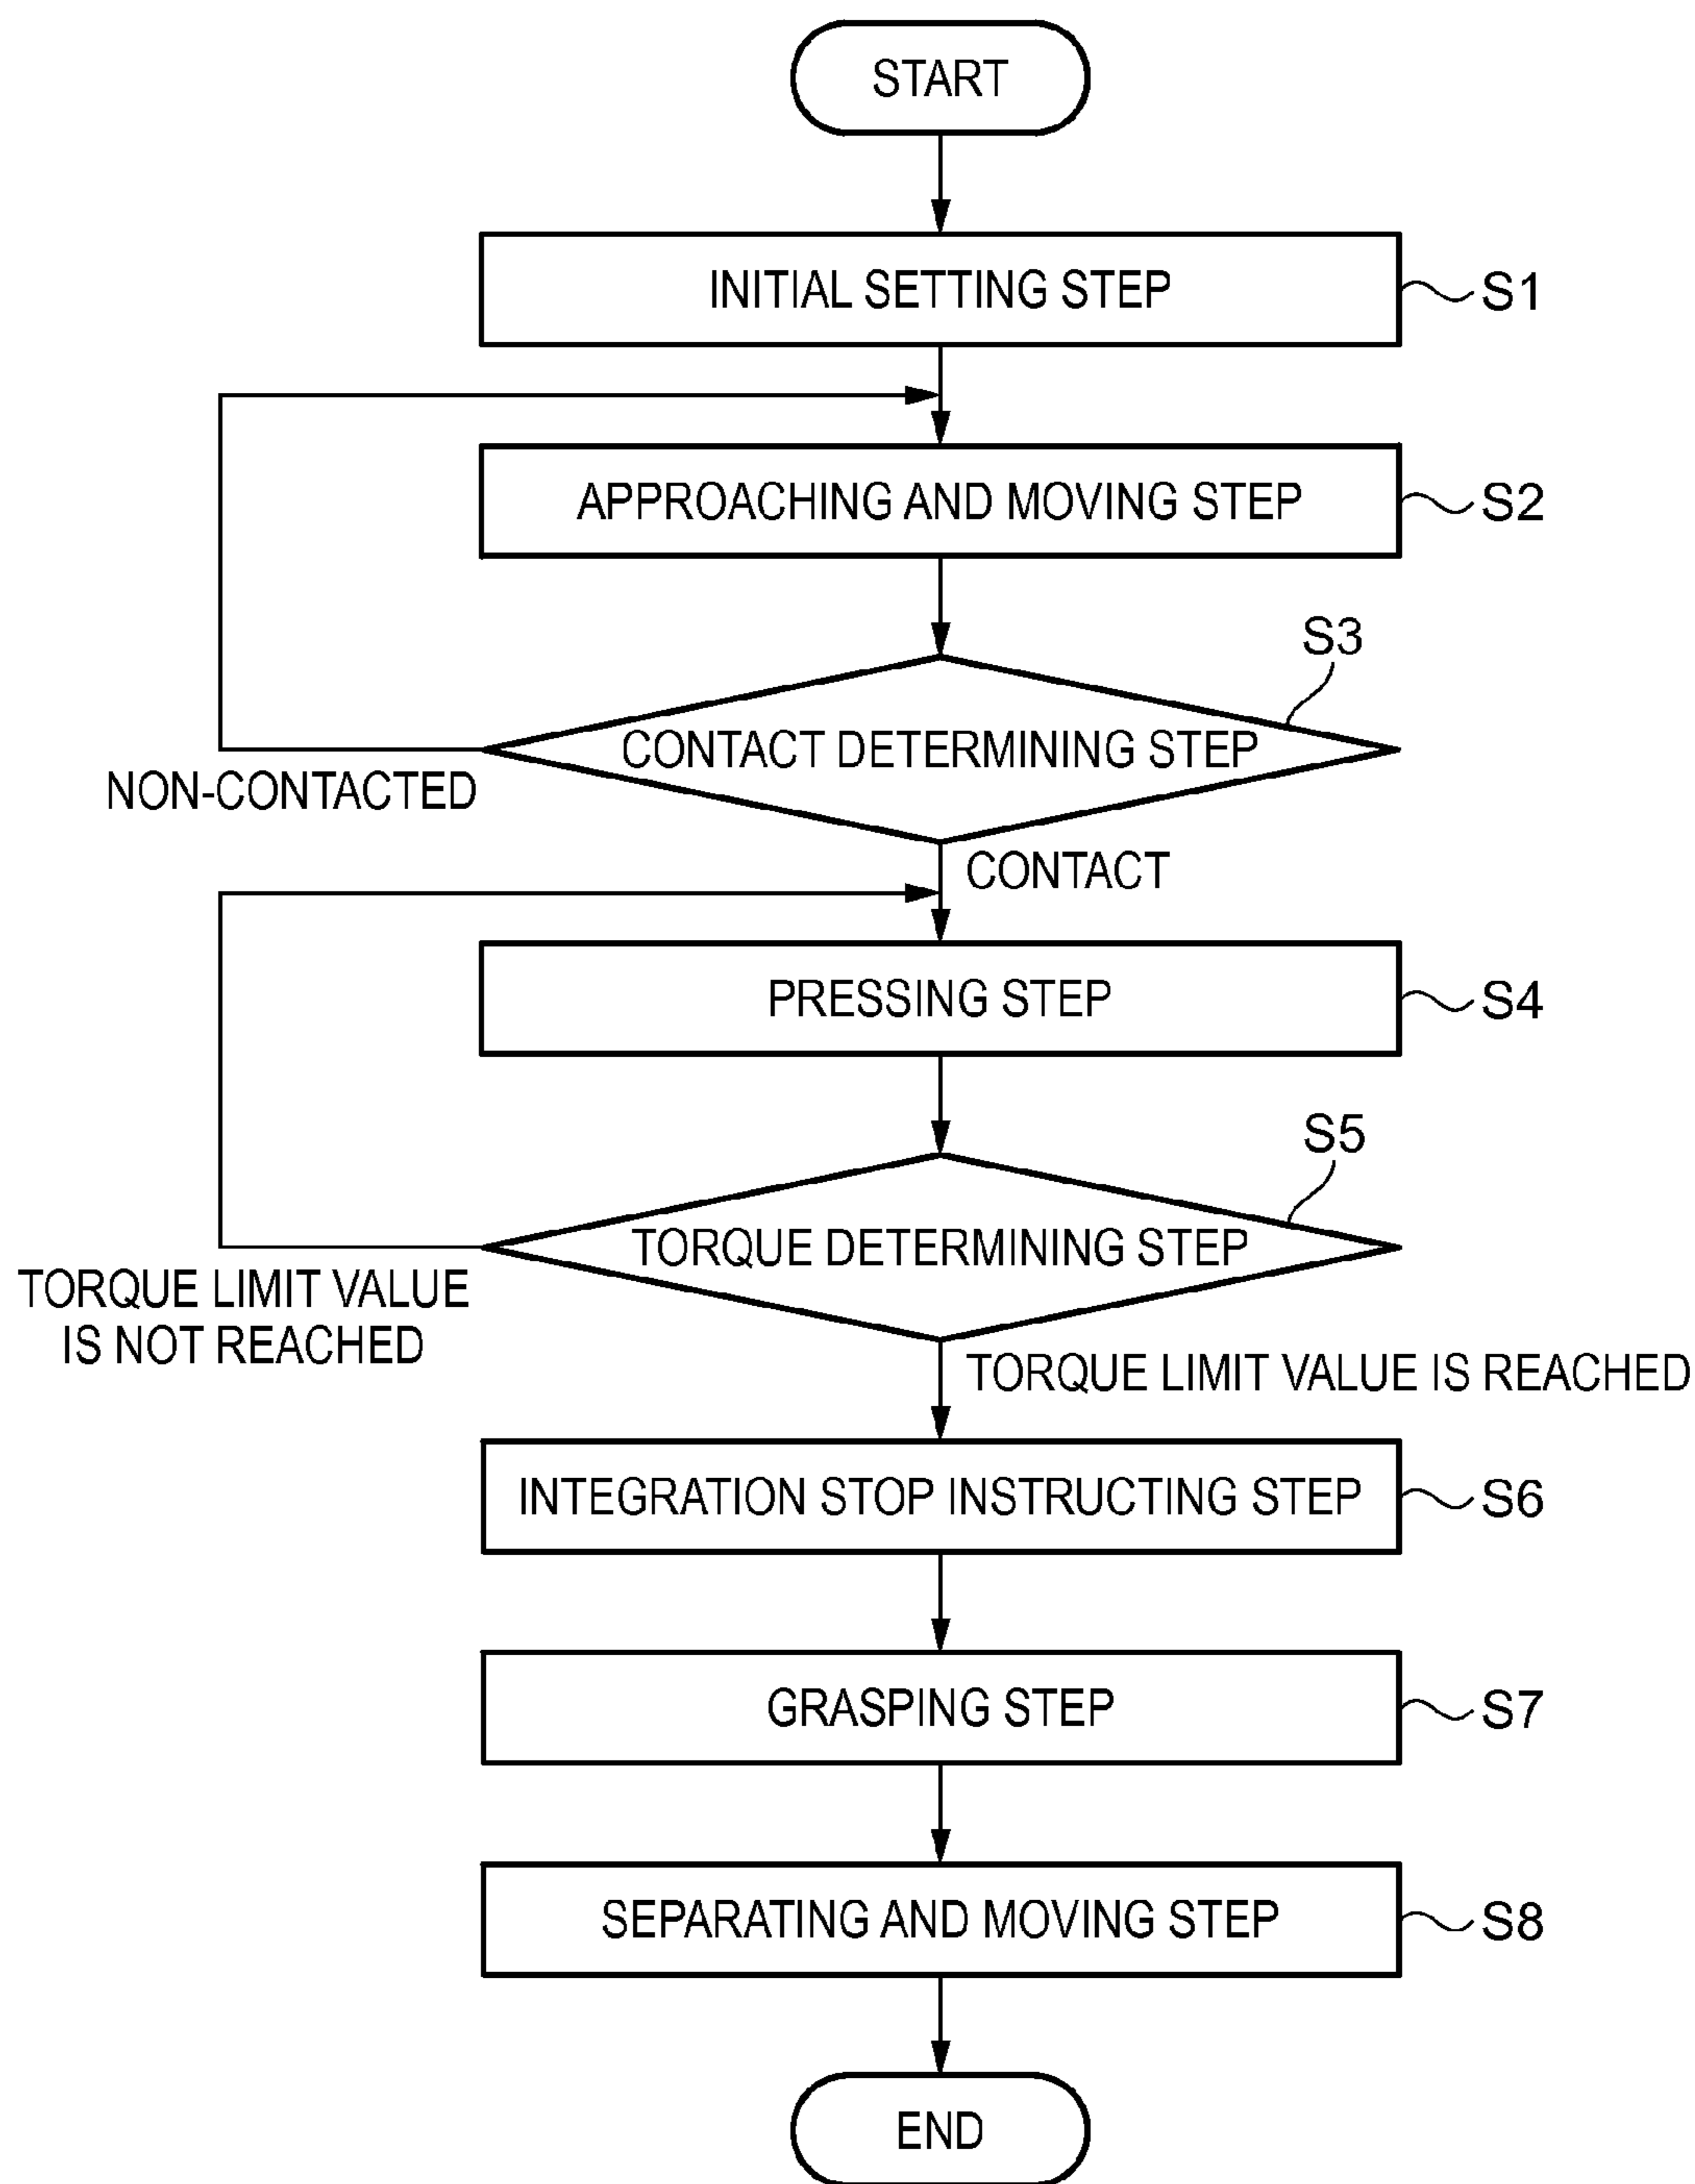 START
INITIAL SETTING STEP
S1
APPROACHING AND MOVING STEP
S2
S3
CONTACT DETERMINING STEP
NON-CONTACTED
CONTACT
PRESSING STEP
S4
S5
TORQUE DETERMINING STEP
TORQUE LIMIT VALUE
IS NOT REACHED
TORQUE LIMIT VALUE IS REACHED
INTEGRATION STOP INSTRUCTING STEP
S6
GRASPING STEP
S7
SEPARATING AND MOVING STEP
S8
END